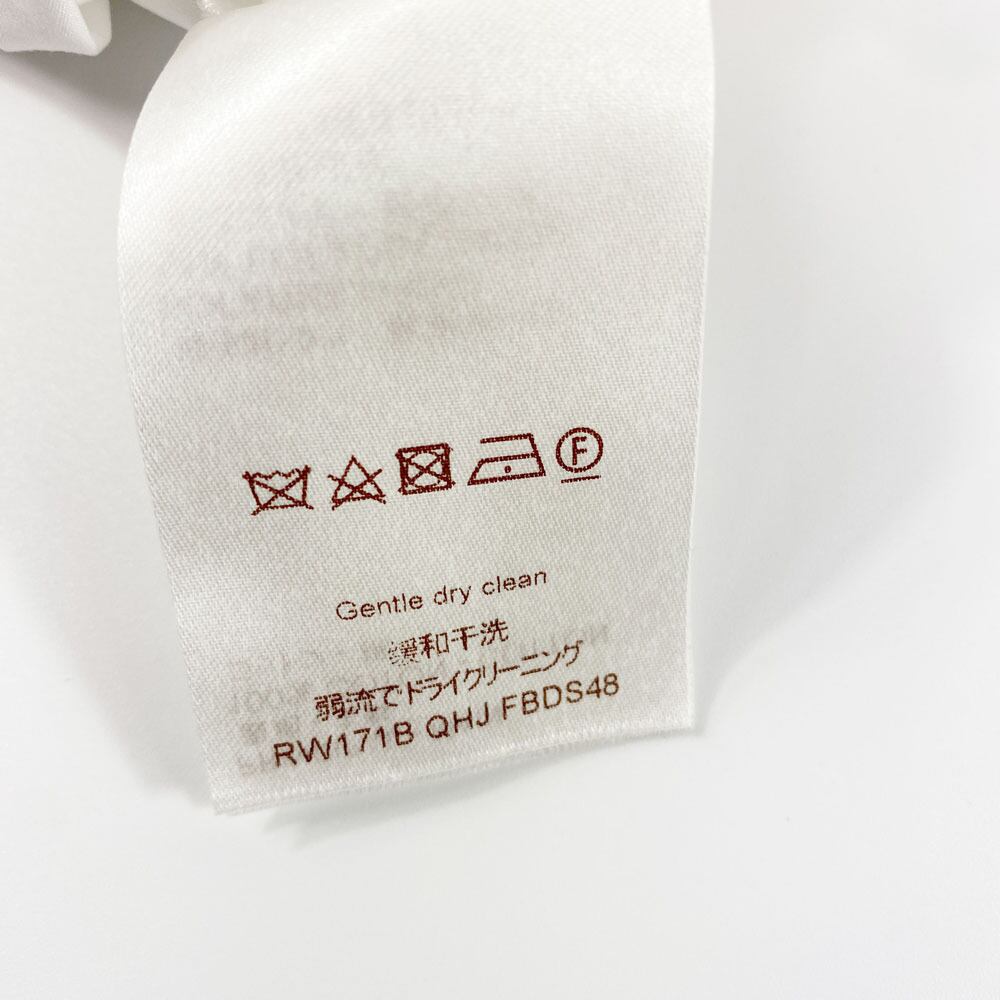 F
Gentle dry clean
缓和干洗
弱流でドライクリーニング
RW171B QHJ FBDS48